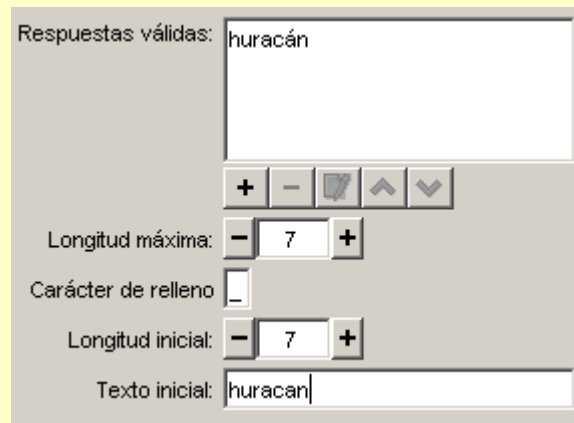 Respuestas válidas: huracán
+ −
Longitud máxima: − 7 +
Carácter de relleno _
Longitud inicial: − 7 +
Texto inicial: huracan